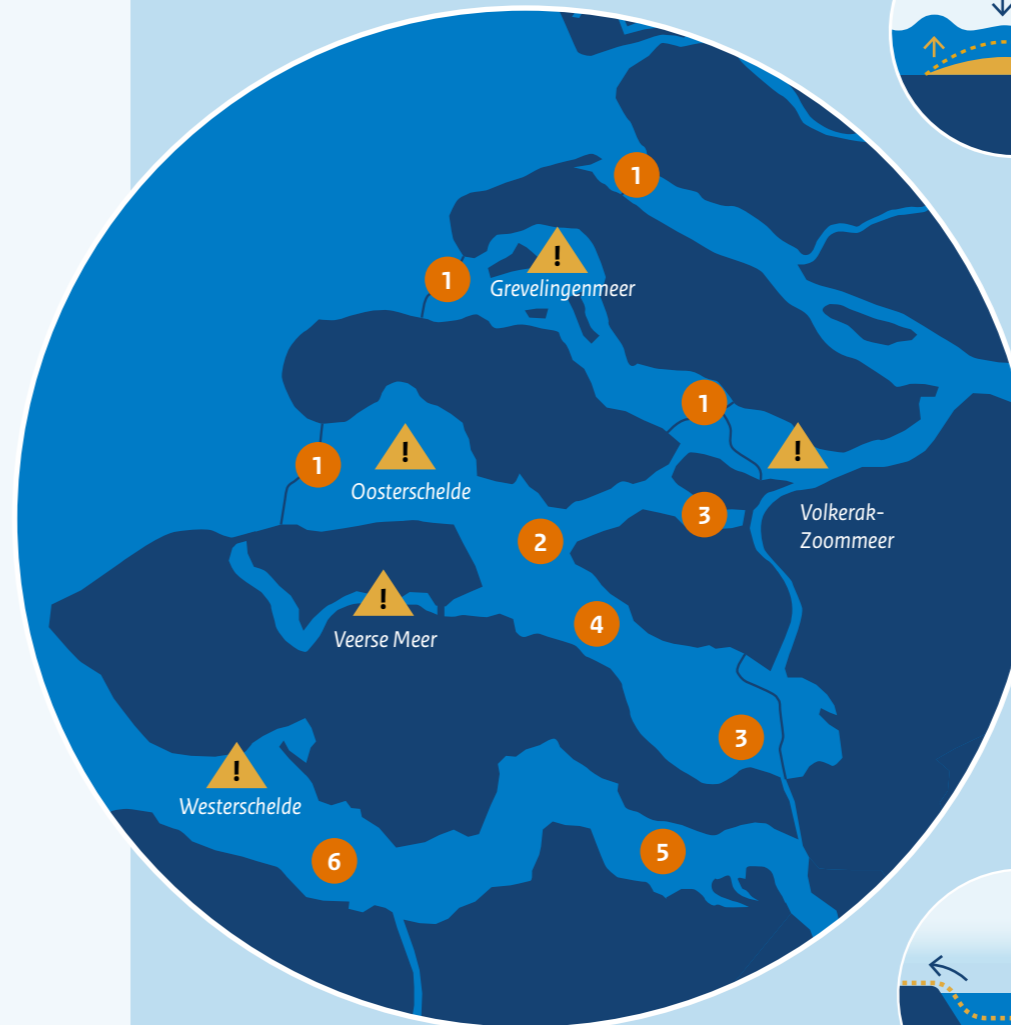 1
!
1
Grevelingenmeer
1
!
!
1
Oosterschelde
3
Volkerak-
Zoommeer
2
!
4
Veerse Meer
3
!
Westerschelde
5
6